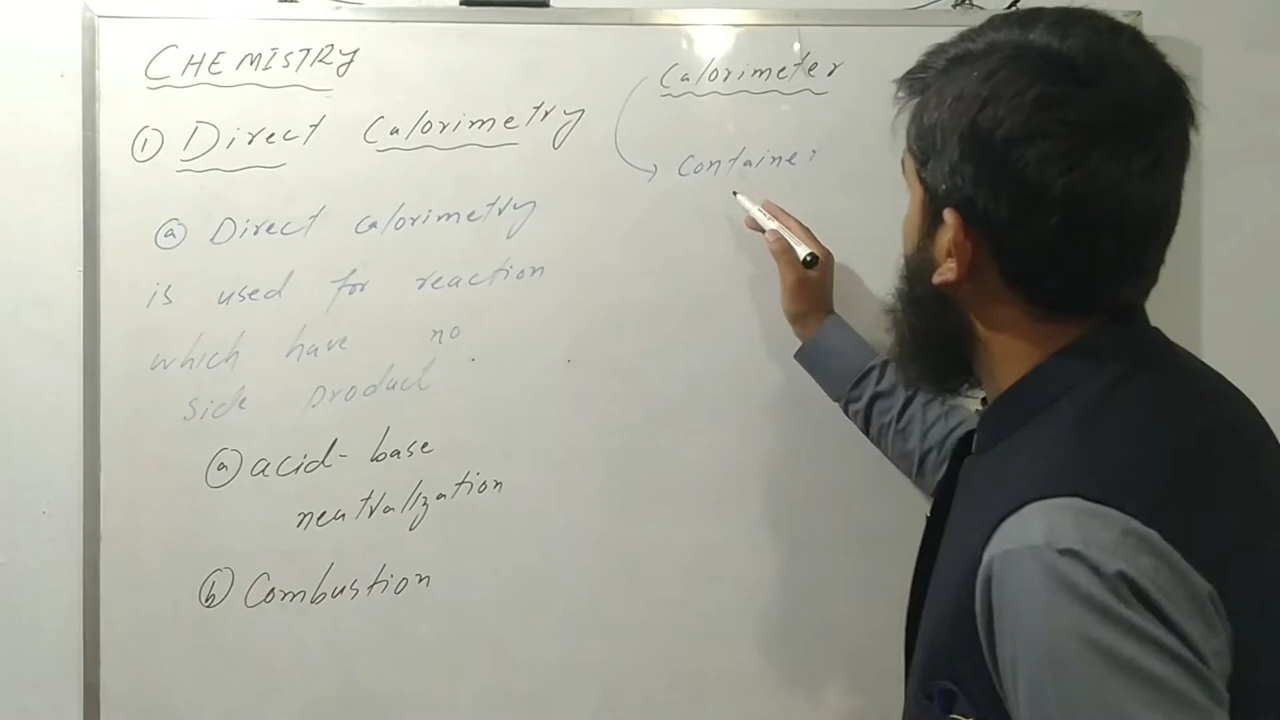 CHEMISTRY
① Direct Calorimetry
ⓐ Direct calorimetry
is used for reaction
which have no
side product
ⓐ acid-base
neutralization
ⓑ Combustion
Calorimeter
→ Container